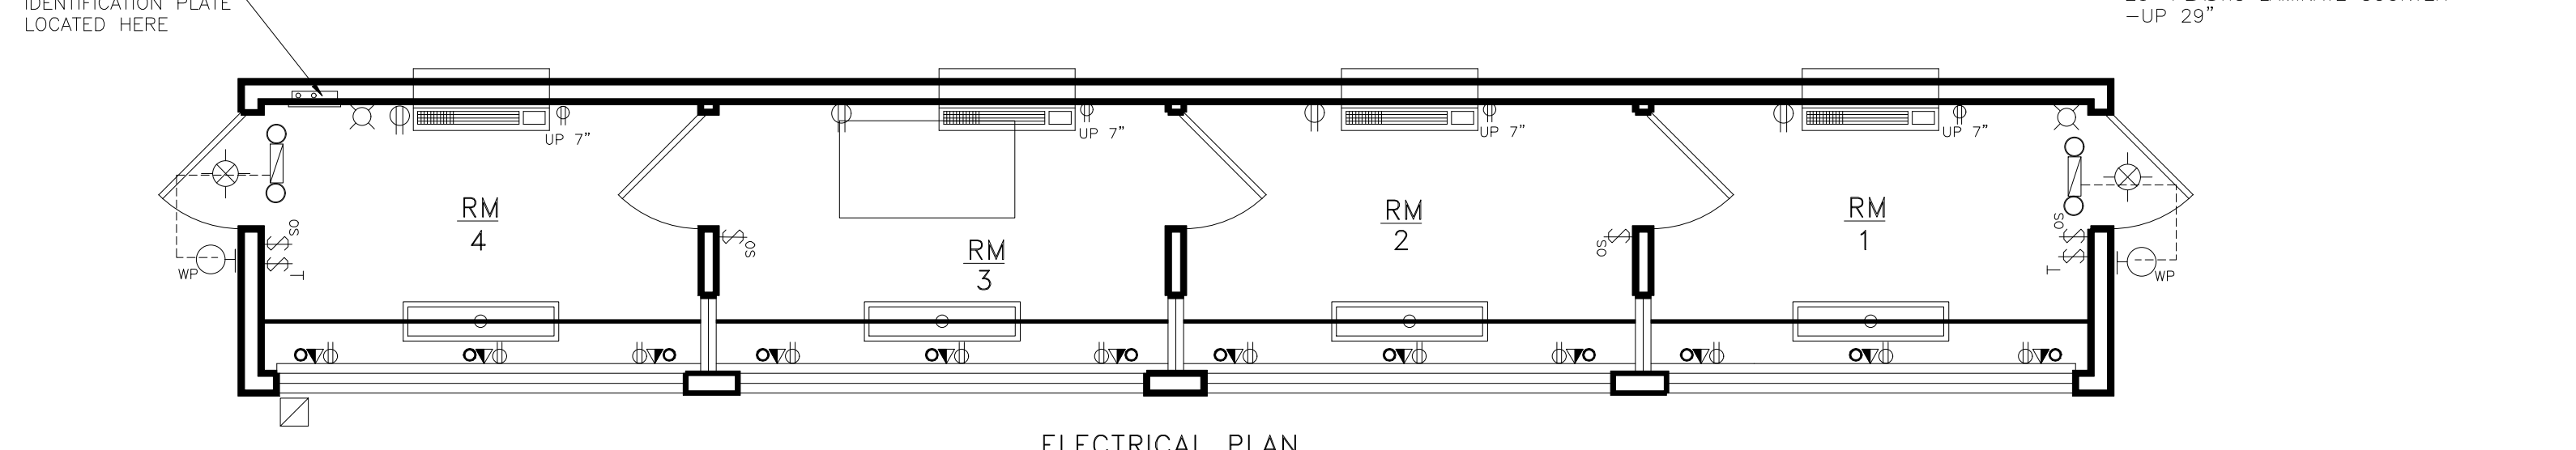 IDENTIFICATION PLATE
LOCATED HERE
-UP 29"
UP 7"
UP 7"
UP 7"
UP 7"
RM
4
RM
3
RM
2
RM
1
OS
T
WP
OS
OS
OS
T
WP
ELECTRICAL PLAN